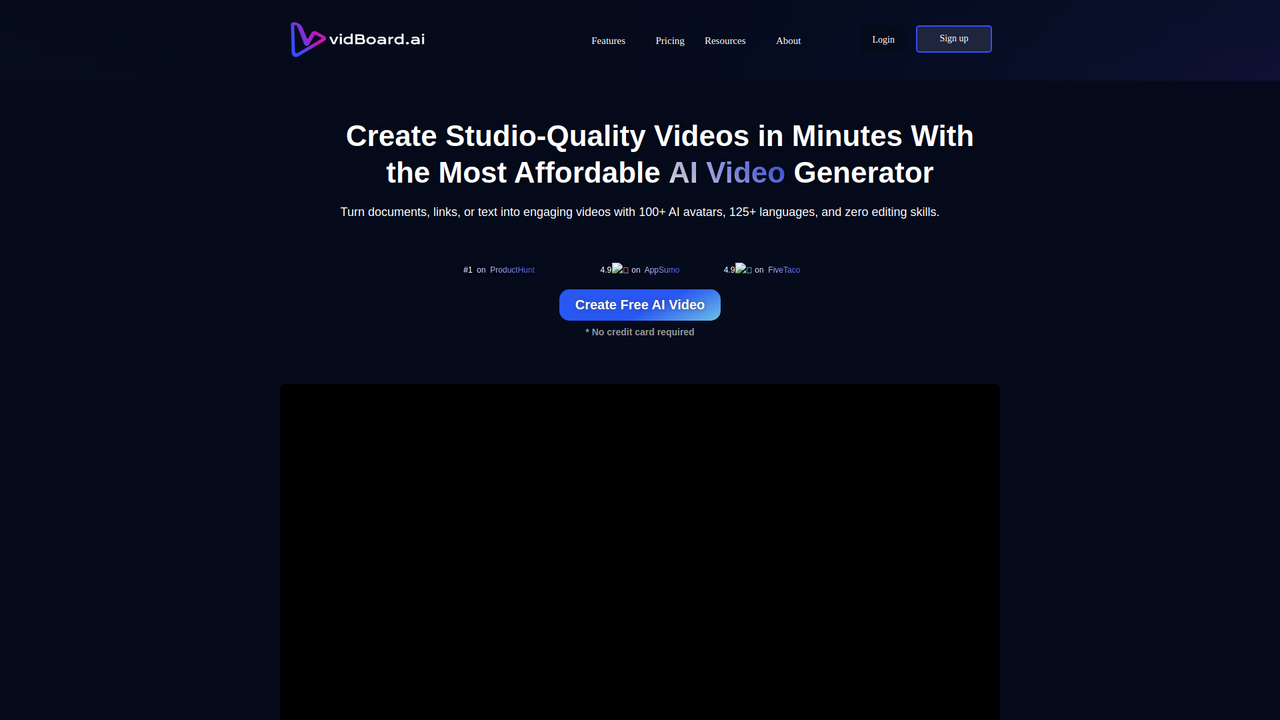 vidBoard.ai
Features
Pricing
Resources
About
Login
Sign up
Create Studio-Quality Videos in Minutes With
the Most Affordable AI Video Generator
Turn documents, links, or text into engaging videos with 100+ AI avatars, 125+ languages, and zero editing skills.
#1 on ProductHunt
4.9 on AppSumo
4.9 on FiveTaco
Create Free AI Video
* No credit card required